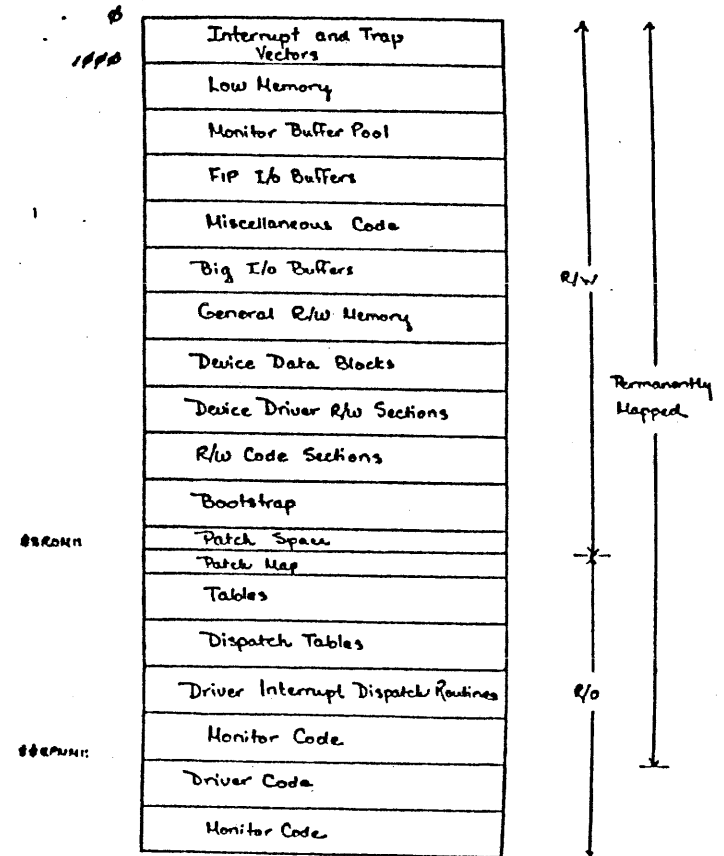 Ø
Interrupt and Trap
Vectors
1ØØØ
Low Memory
Monitor Buffer Pool
FIP I/o Buffers
Miscellaneous Code
Big I/o Buffers
R/W
General R/W Memory
Device Data Blocks
Permanently
Mapped
Device Driver R/W Sections
R/W Code Sections
Bootstrap
Patch Space
Patch Map
Tables
Dispatch Tables
Driver Interrupt Dispatch Routines
R/O
Monitor Code
Driver Code
Monitor Code